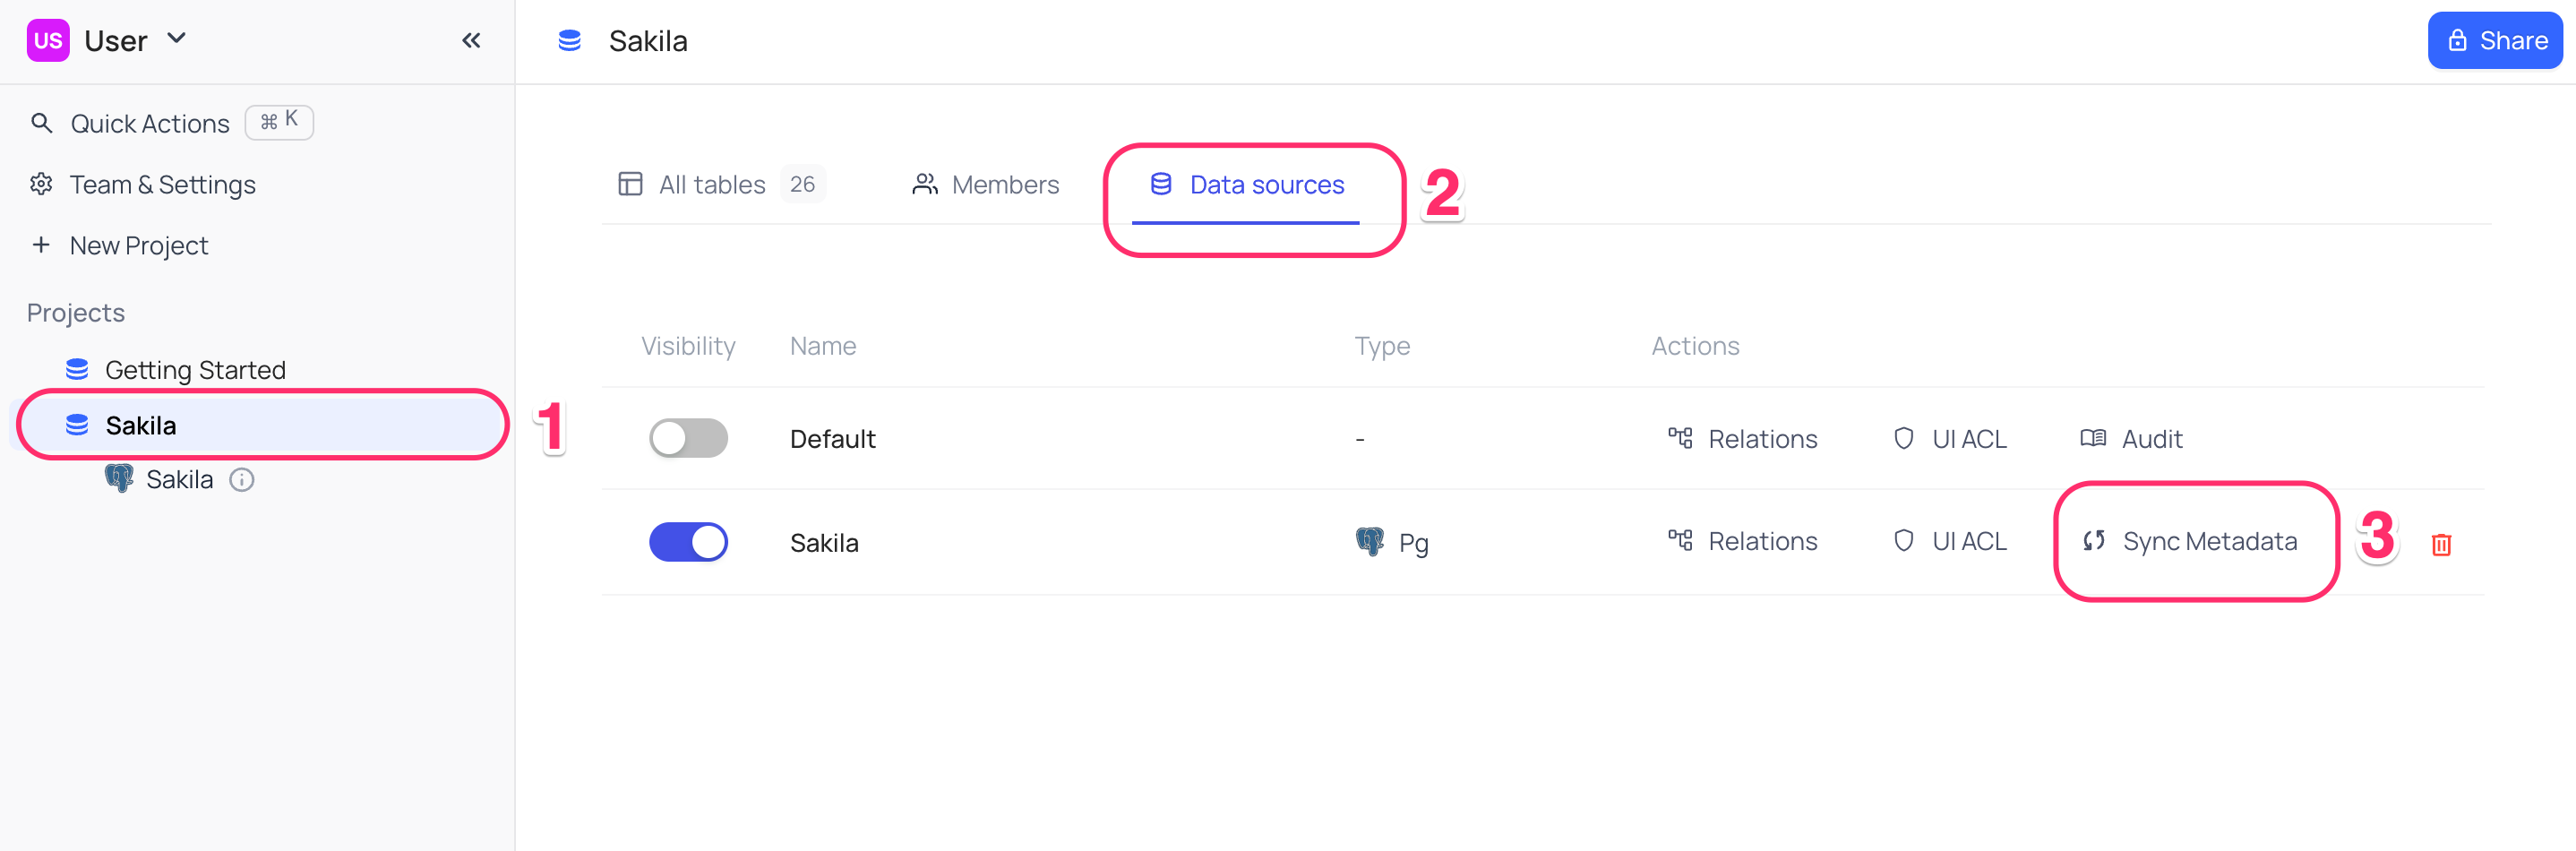 US User
Quick Actions ⌘ K
Team & Settings
New Project
Projects
Getting Started
Sakila
1
Sakila
Sakila
Share
All tables 26
Members
Data sources
2
Visibility Name Type Actions
Default - Relations UI ACL Audit
Sakila Pg Relations UI ACL Sync Metadata
3